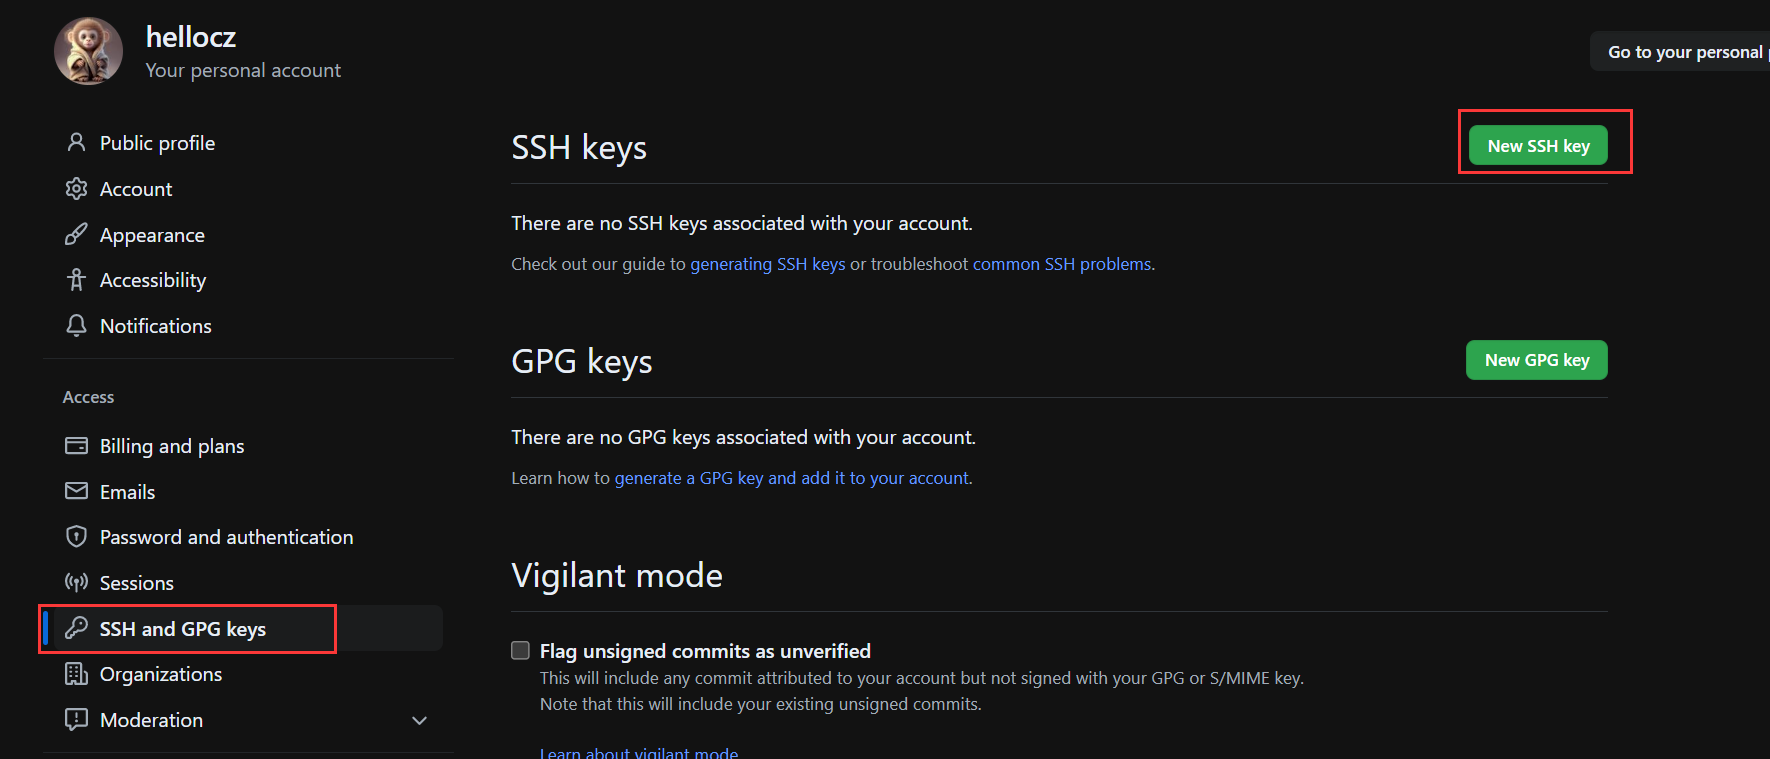 hellocz
Your personal account
Go to your personal
Public profile
Account
Appearance
Accessibility
Notifications
Access
Billing and plans
Emails
Password and authentication
Sessions
SSH and GPG keys
Organizations
Moderation
SSH keys
New SSH key
There are no SSH keys associated with your account.
Check out our guide to generating SSH keys or troubleshoot common SSH problems.
GPG keys
New GPG key
There are no GPG keys associated with your account.
Learn how to generate a GPG key and add it to your account.
Vigilant mode
Flag unsigned commits as unverified
This will include any commit attributed to your account but not signed with your GPG or S/MIME key.
Note that this will include your existing unsigned commits.
Learn about vigilant mode